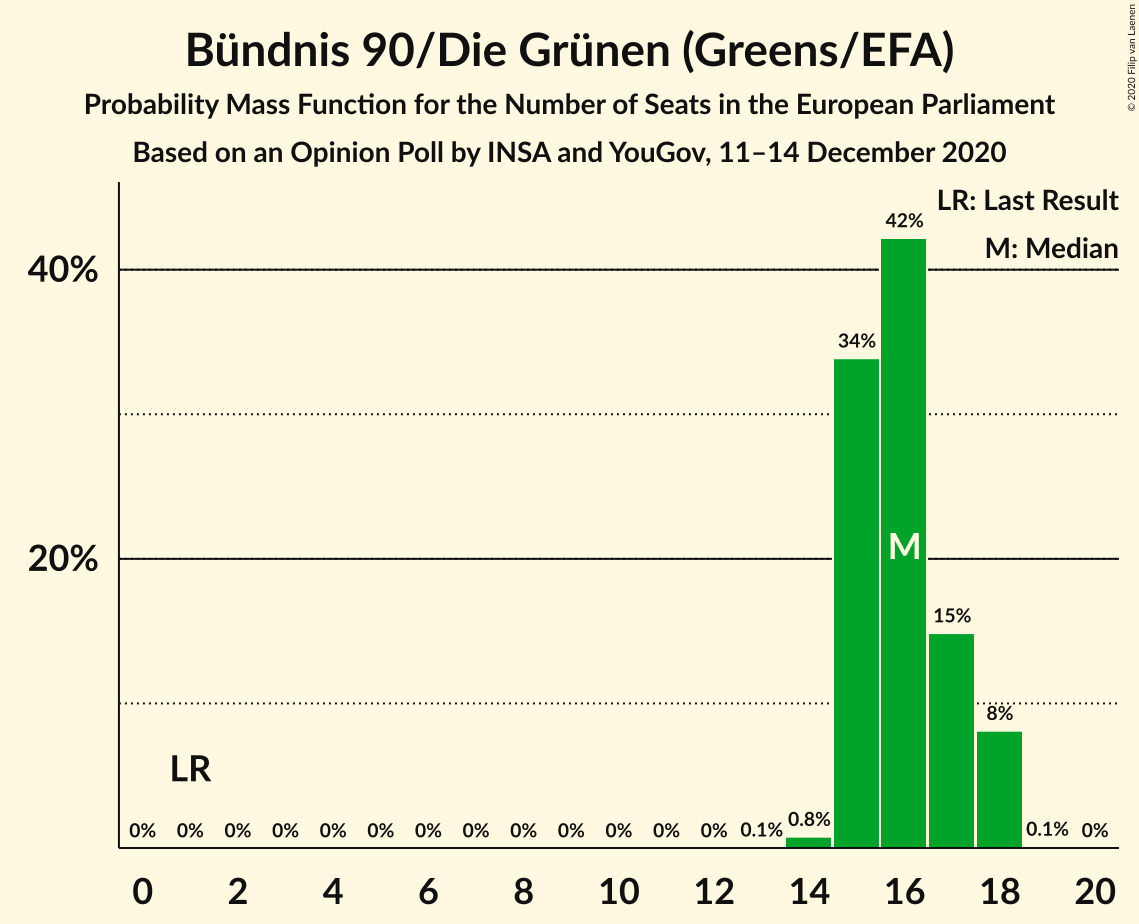 Bündnis 90/Die Grünen (Greens/EFA)
Probability Mass Function for the Number of Seats in the European Parliament
Based on an Opinion Poll by INSA and YouGov, 11–14 December 2020
© 2020 Filip van Laenen
LR: Last Result
M: Median
42%
40%
34%
M
20%
15%
8%
LR
0% 0% 0% 0% 0% 0% 0% 0% 0% 0% 0% 0% 0% 0.1% 0.8% 0.1% 0%
0 2 4 6 8 10 12 14 16 18 20